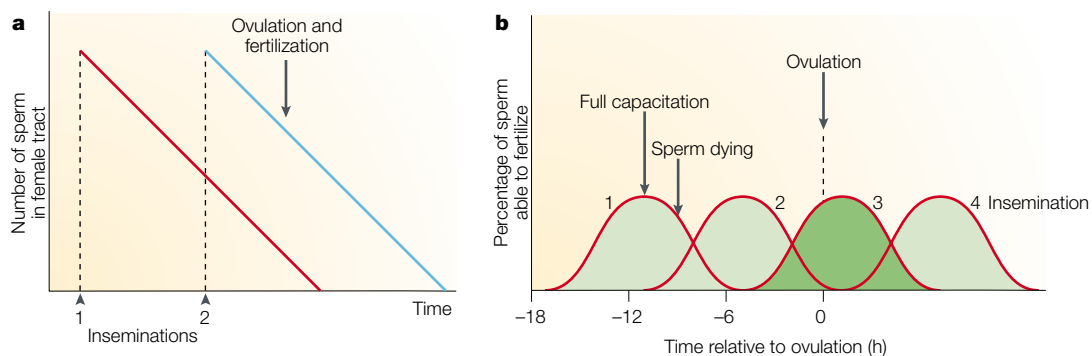 a
Ovulation and
fertilization
Number of sperm
in female tract
1
2
Time
Inseminations
b
Ovulation
Full capacitation
Sperm dying
Percentage of sperm
able to fertilize
1
2
3
4 Insemination
–18
–12
–6
0
Time relative to ovulation (h)